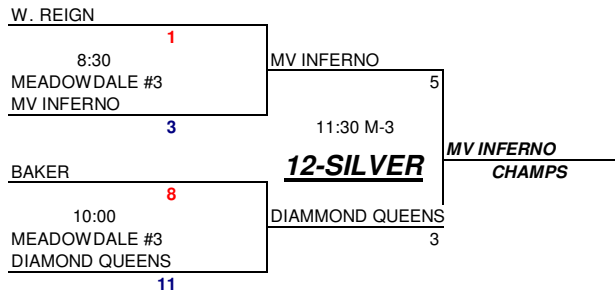 W. REIGN
1
8:30
MEADOWDALE #3
MV INFERNO
3
MV INFERNO
5
11:30 M-3
12-SILVER
MV INFERNO
CHAMPS
BAKER
8
10:00
MEADOWDALE #3
DIAMOND QUEENS
11
DIAMMOND QUEENS
3